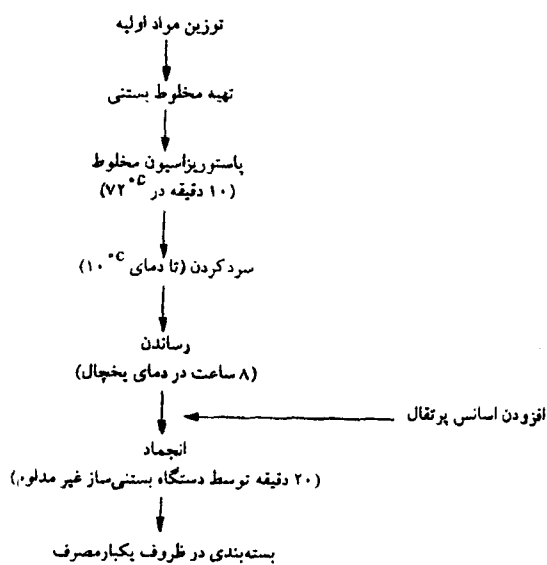 توزین مواد اولیه
تهیه مخلوط بستنی
پاستوریزاسیون مخلوط
(۱۰ دقیقه در ۷۲°C)
سرد کردن (تا دمای ۱۰°C)
رساندن
(۸ ساعت در دمای یخچال)
افزودن اسانس پرتقال
انجماد
(۲۰ دقیقه توسط دستگاه بستنی‌ساز غیر مداوم)
بسته‌بندی در ظروف یکبارمصرف